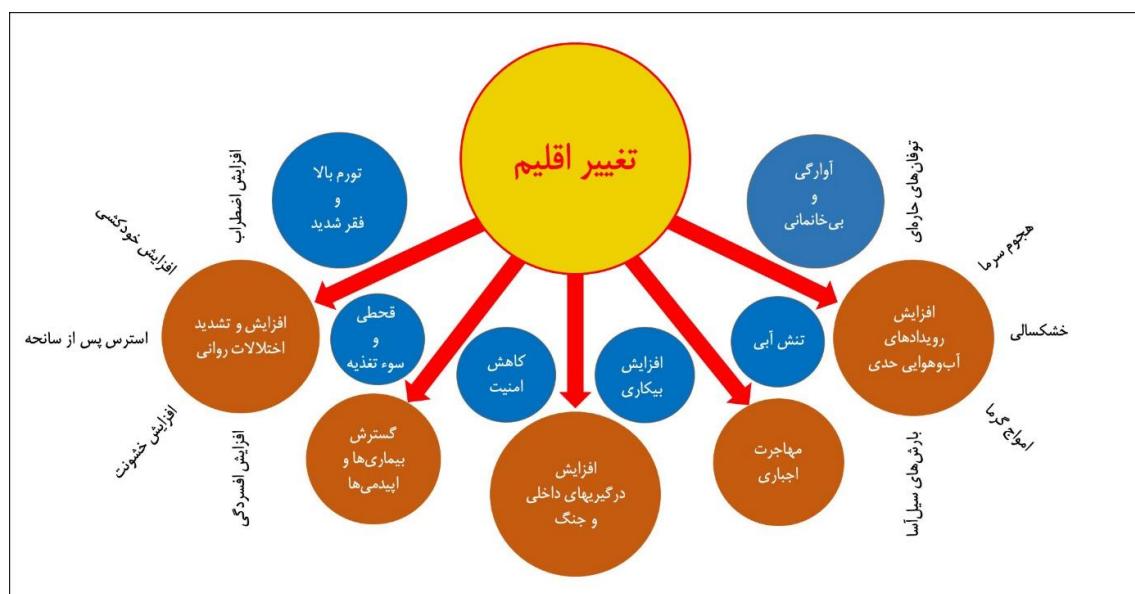 تغییر اقلیم
آوارگی
و
بی‌خانمانی
توفان‌های حاره‌ای
هجوم سرما
خشکسالی
امواج گرما
بارش‌های سیل‌آسا
افزایش
رویدادهای
آب‌وهوایی حدی
تنش آبی
مهاجرت
اجباری
افزایش
بیکاری
افزایش
درگیریهای داخلی
و جنگ
کاهش
امنیت
گسترش
بیماری‌ها و
اپیدمی‌ها
قحطی
و
سوء تغذیه
تورم بالا
و
فقر شدید
افزایش و تشدید
اختلالات روانی
افزایش اضطراب
افزایش خودکشی
استرس پس از سانحه
افزایش خشونت
افزایش افسردگی